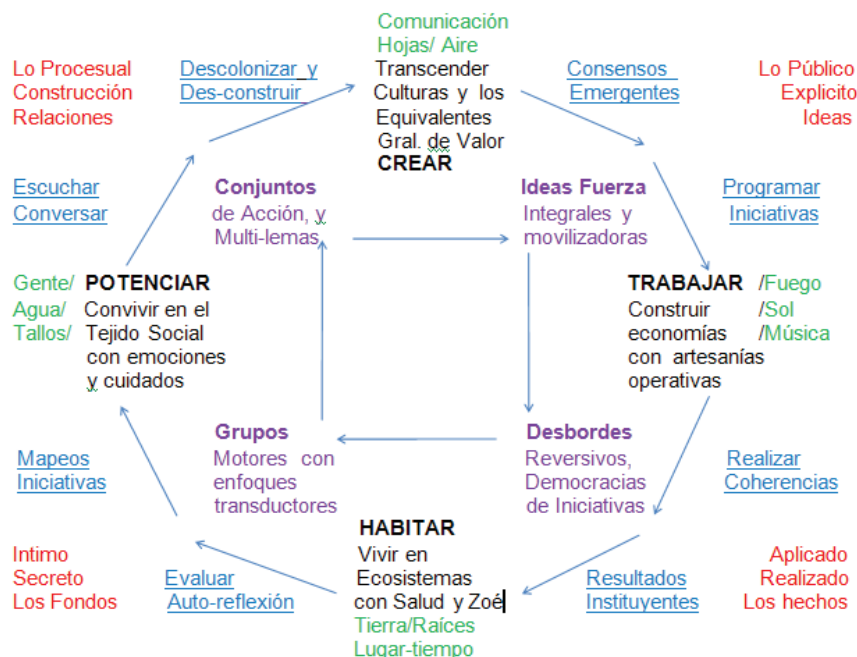 Comunicación
Hojas/ Aire
Transcender
Culturas y los
Equivalentes
Gral. de Valor
CREAR
Lo Procesual
Construcción
Relaciones
Descolonizar y
Des-construir
Consensos
Emergentes
Lo Público
Explicito
Ideas
Escuchar
Conversar
Conjuntos
de Acción, y
Multi-lemas
Ideas Fuerza
Integrales y
movilizadoras
Programar
Iniciativas
Gente/ POTENCIAR
Agua/ Convivir en el
Tallos/ Tejido Social
con emociones
y cuidados
TRABAJAR /Fuego
Construir /Sol
economías /Música
con artesanías
operativas
Grupos
Motores con
enfoques
transductores
Desbordes
Reversivos,
Democracias
de Iniciativas
Mapeos
Iniciativas
Realizar
Coherencias
Intimo
Secreto
Los Fondos
Evaluar
Auto-reflexión
HABITAR
Vivir en
Ecosistemas
con Salud y Zoé
Tierra/Raíces
Lugar-tiempo
Resultados
Instituyentes
Aplicado
Realizado
Los hechos